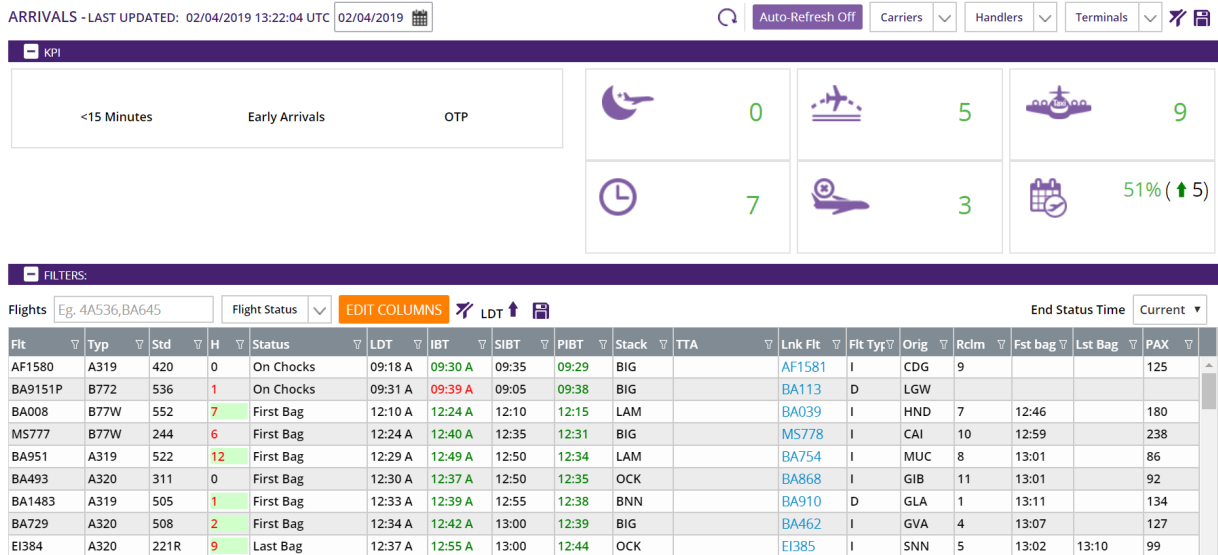 ARRIVALS - LAST UPDATED: 02/04/2019 13:22:04 UTC 02/04/2019 Auto-Refresh Off Carriers Handlers Terminals
KPI
<15 Minutes Early Arrivals OTP
0 5 Taxi 9
7 3 51% ( 5)
FILTERS:
Flights Eg. 4A536,BA645 Flight Status EDIT COLUMNS LDT End Status Time Current
Flt Typ Std H Status LDT IBT SIBT PIBT Stack TTA Lnk Flt Flt Typ Orig Rclm Fst bag Lst Bag PAX
AF1580 A319 420 0 On Chocks 09:18 A 09:30 A 09:35 09:29 BIG AF1581 I CDG 9 125
BA9151P B772 536 1 On Chocks 09:31 A 09:39 A 09:05 09:38 BIG BA113 D LGW
BA008 B77W 552 7 First Bag 12:10 A 12:24 A 12:10 12:15 LAM BA039 I HND 7 12:46 180
MS777 B77W 244 6 First Bag 12:24 A 12:40 A 12:35 12:31 BIG MS778 I CAI 10 12:59 238
BA951 A319 522 12 First Bag 12:29 A 12:49 A 12:50 12:34 LAM BA754 I MUC 8 13:01 86
BA493 A320 311 0 First Bag 12:30 A 12:37 A 12:50 12:35 OCK BA868 I GIB 11 13:01 92
BA1483 A319 505 1 First Bag 12:33 A 12:39 A 12:55 12:38 BNN BA910 D GLA 1 13:11 134
BA729 A320 508 2 First Bag 12:34 A 12:42 A 13:00 12:39 BIG BA462 I GVA 4 13:07 127
EI384 A320 221R 9 Last Bag 12:37 A 12:55 A 13:00 12:44 OCK EI385 I SNN 5 13:02 13:10 99